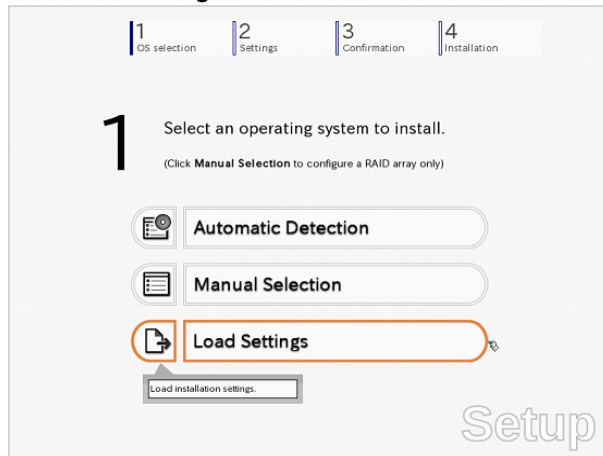 1
OS selection
2
Settings
3
Confirmation
4
Installation
1
Select an operating system to install.
(Click Manual Selection to configure a RAID array only)
Automatic Detection
Manual Selection
Load Settings
Load installation settings.
Setup